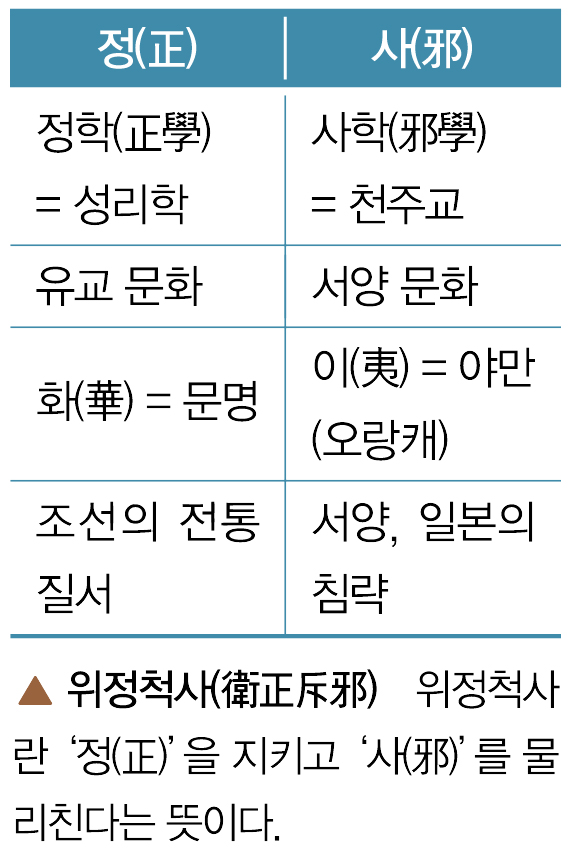 정(正) 사(邪)
정학(正學)
= 성리학
사학(邪學)
= 천주교
유교 문화
서양 문화
화(華) = 문명
이(夷) = 야만
(오랑캐)
조선의 전통
질서
서양, 일본의
침략
▲ 위정척사(衛正斥邪) 위정척사
란 ‘정(正)’을 지키고 ‘사(邪)’를 물
리친다는 뜻이다.